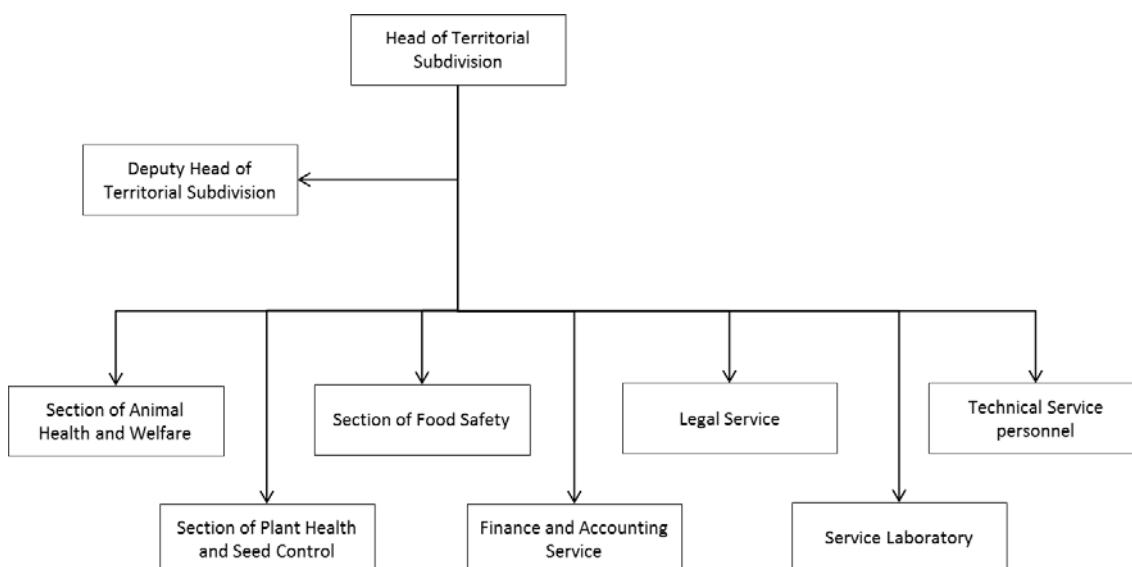 Head of Territorial
Subdivision
Deputy Head of
Territorial Subdivision
Section of Animal
Health and Welfare
Section of Food Safety
Legal Service
Technical Service
personnel
Section of Plant Health
and Seed Control
Finance and Accounting
Service
Service Laboratory